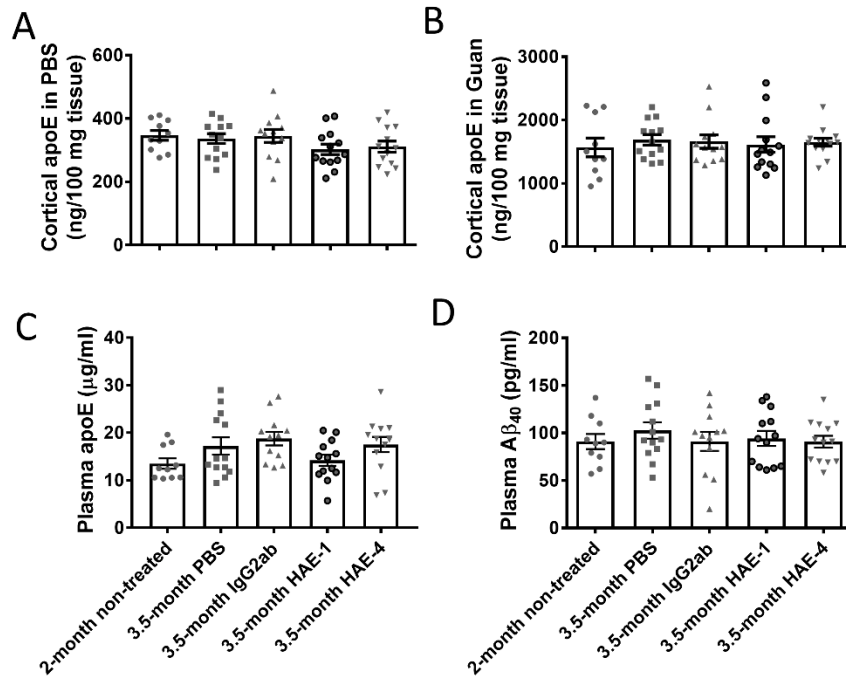 A
Cortical apoE in PBS
(ng/100 mg tissue)
600
400
200
0
B
Cortical apoE in Guan
(ng/100 mg tissue)
3000
2000
1000
0
C
Plasma apoE (μg/ml)
40
30
20
10
0
2-month non-treated
3.5-month PBS
3.5-month IgG2ab
3.5-month HAE-1
3.5-month HAE-4
D
Plasma Aβ40 (pg/ml)
200
150
100
50
0
2-month non-treated
3.5-month PBS
3.5-month IgG2ab
3.5-month HAE-1
3.5-month HAE-4